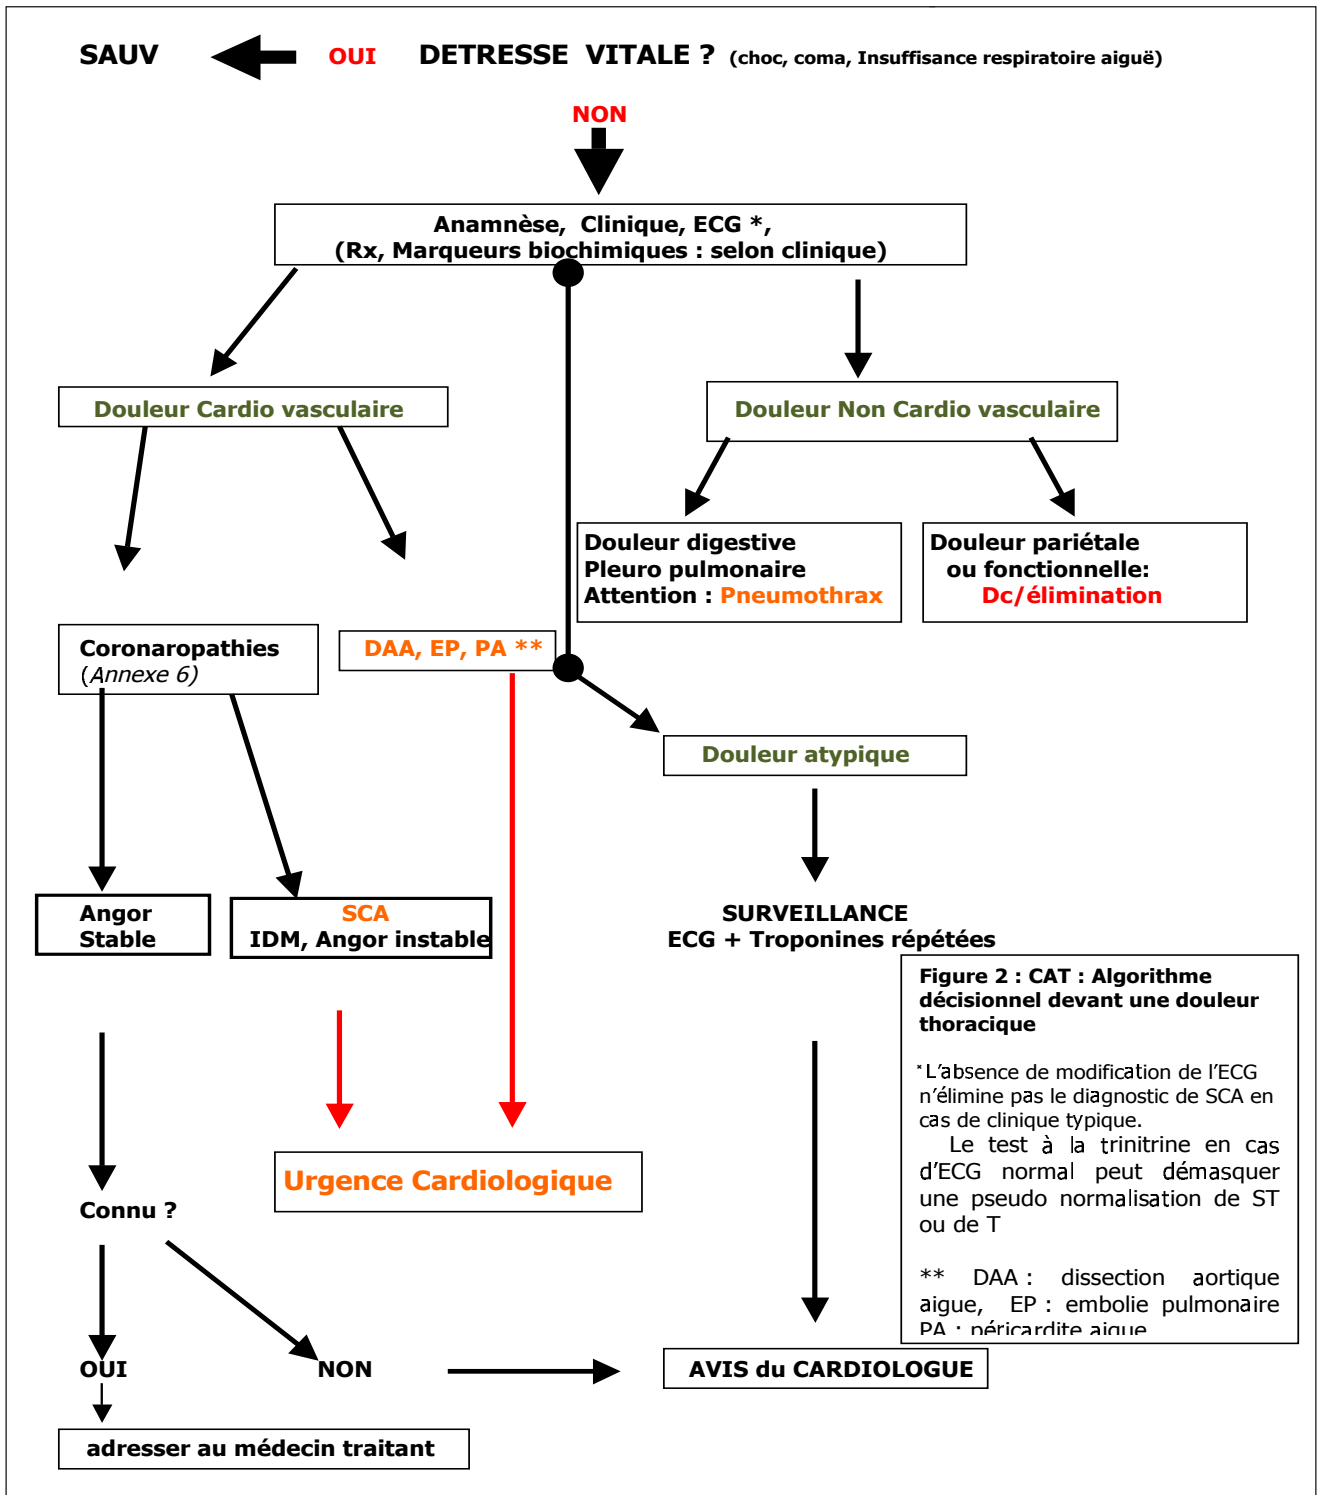 SAUV OUI DETRESSE VITALE ? (choc, coma, Insuffisance respiratoire aiguë)
NON
Anamnèse, Clinique, ECG *,
(Rx, Marqueurs biochimiques : selon clinique)
Douleur Cardio vasculaire
Douleur Non Cardio vasculaire
Douleur digestive
Pleuro pulmonaire
Attention : Pneumothrax
Douleur pariétale
ou fonctionnelle:
Dc/élimination
Coronaropathies
(Annexe 6)
DAA, EP, PA **
Douleur atypique
Angor
Stable
SCA
IDM, Angor instable
SURVEILLANCE
ECG + Troponines répétées
Figure 2 : CAT : Algorithme
décisionnel devant une douleur
thoracique
*L'absence de modification de l'ECG
n'élimine pas le diagnostic de SCA en
cas de clinique typique.
Le test à la trinitrine en cas
d'ECG normal peut démasquer
une pseudo normalisation de ST
ou de T
** DAA : dissection aortique
aigue, EP : embolie pulmonaire
PA : péricardite aigue
Urgence Cardiologique
Connu ?
OUI
NON
AVIS du CARDIOLOGUE
adresser au médecin traitant